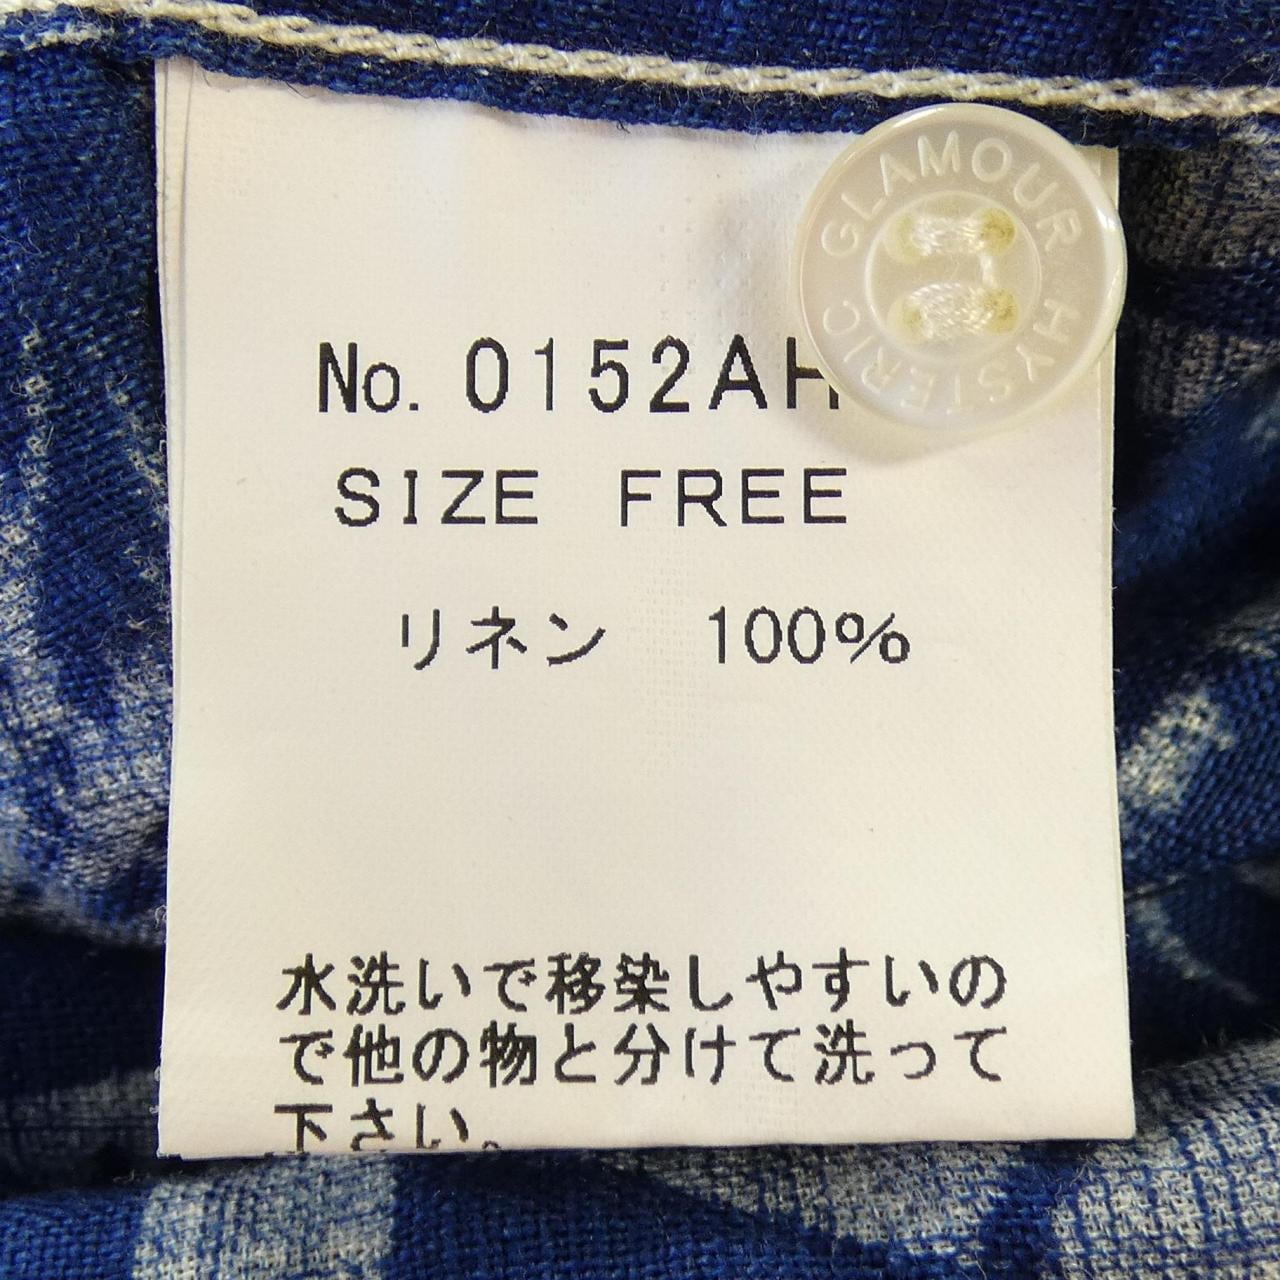 HYSTERIC GLAMOUR
No. 0152AH
SIZE FREE
リネン 100%
水洗いで移染しやすいの
で他の物と分けて洗って
下さい。